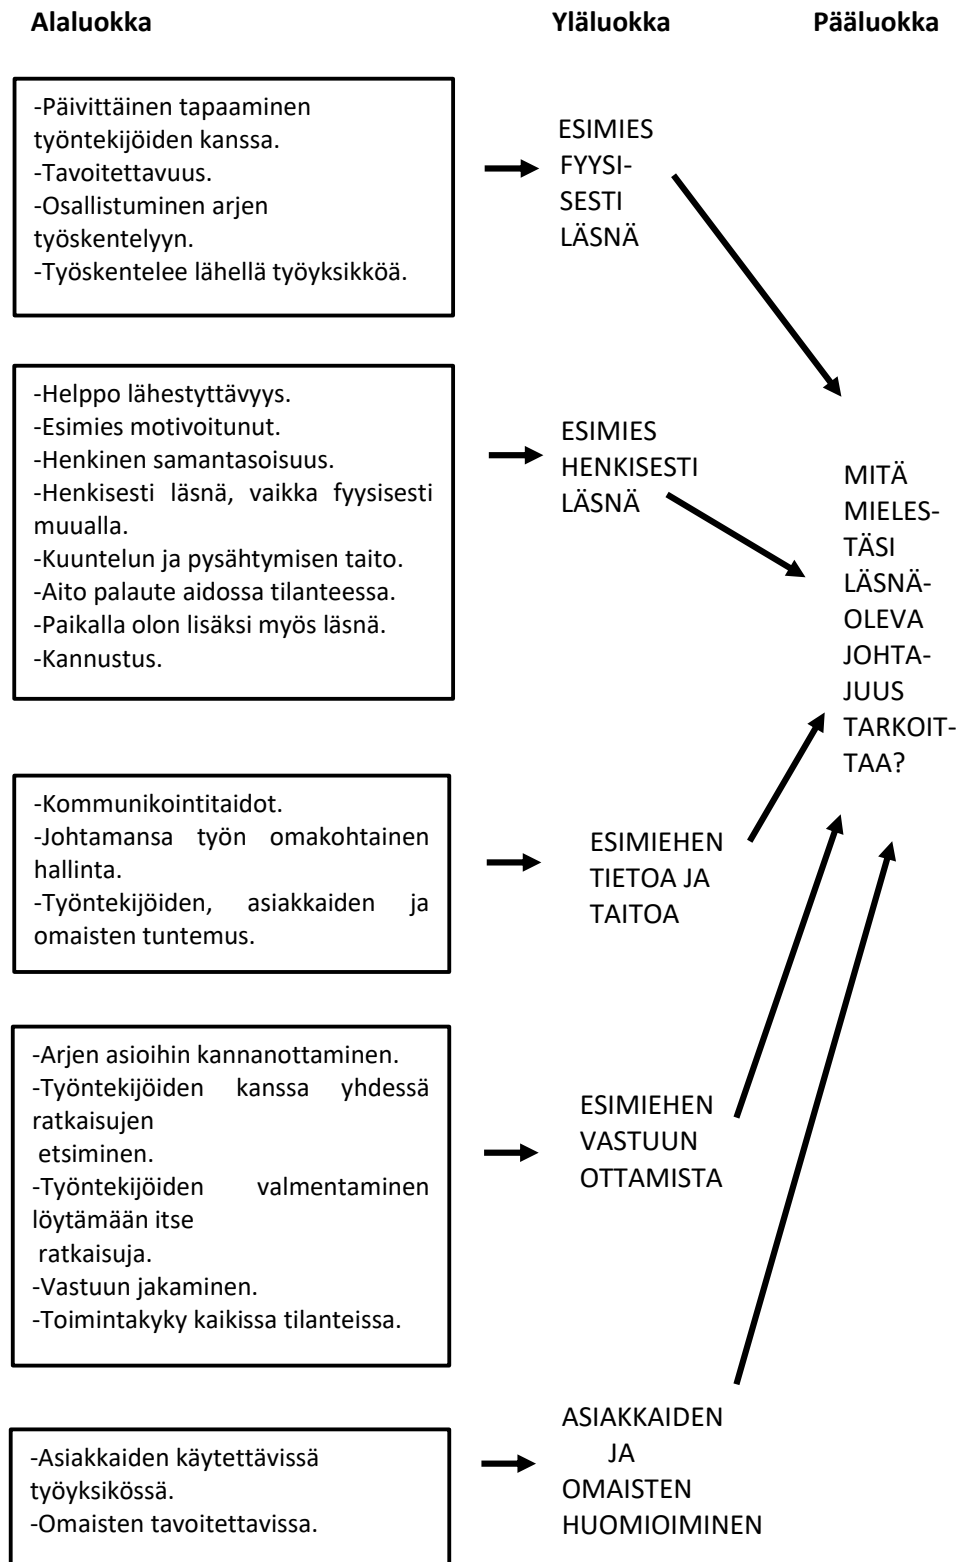 Alaluokka Yläluokka Pääluokka
-Päivittäinen tapaaminen
työntekijöiden kanssa.
-Tavoitettavuus.
-Osallistuminen arjen
työskentelyyn.
-Työskentelee lähellä työyksikköä.
ESIMIES
FYYSI-
SESTI
LÄSNÄ
-Helppo lähestyttävyys.
-Esimies motivoitunut.
-Henkinen samantasoisuus.
-Henkisesti läsnä, vaikka fyysisesti
muualla.
-Kuuntelun ja pysähtymisen taito.
-Aito palaute aidossa tilanteessa.
-Paikalla olon lisäksi myös läsnä.
-Kannustus.
ESIMIES
HENKISESTI
LÄSNÄ
MITÄ
MIELES-
TÄSI
LÄSNÄ-
OLEVA
JOHTA-
JUUS
TARKOIT-
TAA?
-Kommunikointitaidot.
-Johtamansa työn omakohtainen
hallinta.
-Työntekijöiden, asiakkaiden ja
omaisten tuntemus.
ESIMIEHEN
TIETOA JA
TAITOA
-Arjen asioihin kannanottaminen.
-Työntekijöiden kanssa yhdessä
ratkaisujen
etsiminen.
-Työntekijöiden valmentaminen
löytämään itse
ratkaisuja.
-Vastuun jakaminen.
-Toimintakyky kaikissa tilanteissa.
ESIMIEHEN
VASTUUN
OTTAMISTA
-Asiakkaiden käytettävissä
työyksikössä.
-Omaisten tavoitettavissa.
ASIAKKAIDEN
JA
OMAISTEN
HUOMIOIMINEN